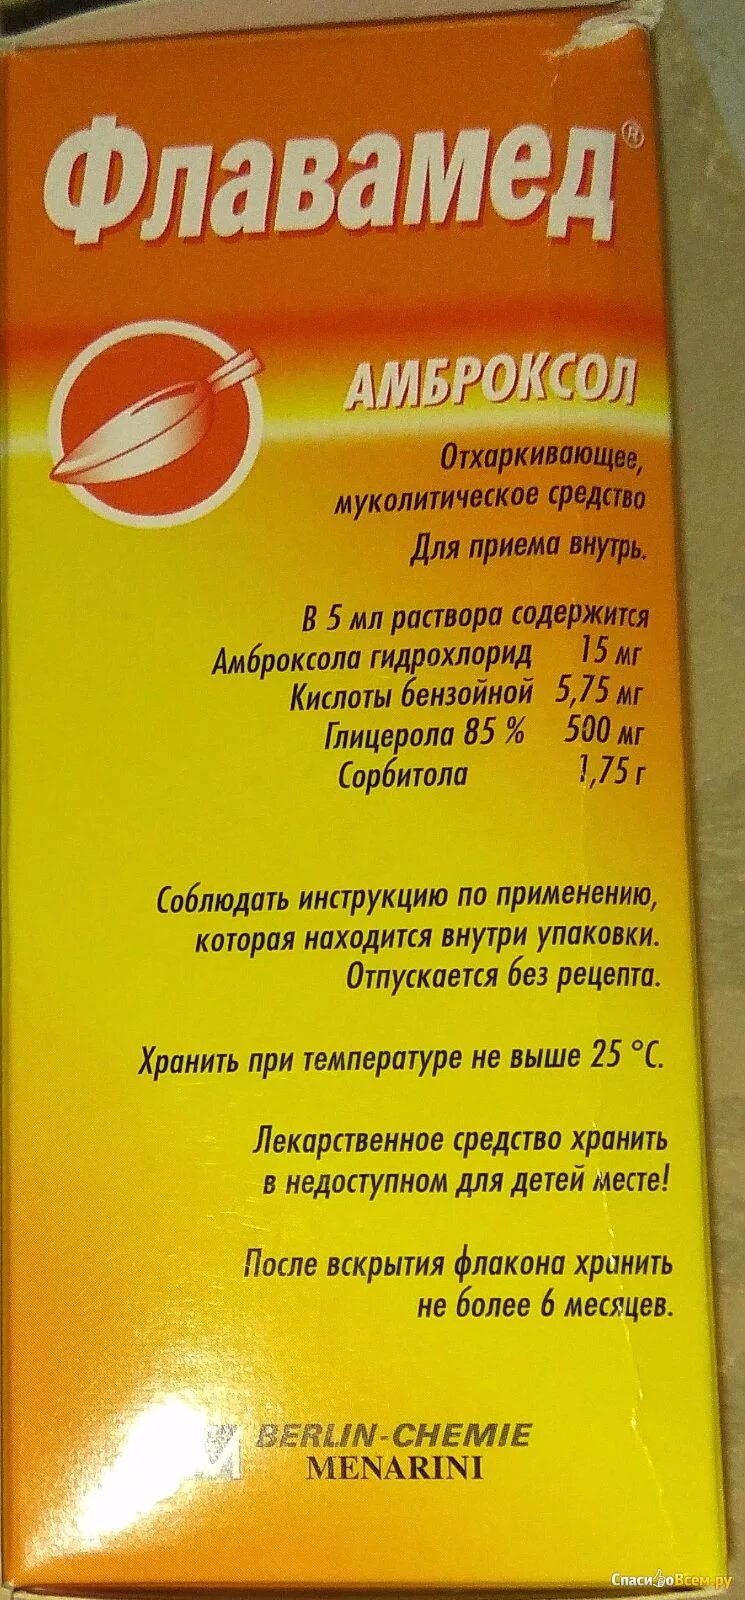 Флавамед®
АМБРОКСОЛ
Отхаркивающее,
муколитическое средство
Для приема внутрь.
В 5 мл раствора содержится
Амброксола гидрохлорид 15 мг
Кислоты бензойной 5,75 мг
Глицерола 85 % 500 мг
Сорбитола 1,75 г
Соблюдать инструкцию по применению,
которая находится внутри упаковки.
Отпускается без рецепта.
Хранить при температуре не выше 25 °C.
Лекарственное средство хранить
в недоступном для детей месте!
После вскрытия флакона хранить
не более 6 месяцев.
BERLIN-CHEMIE
MENARINI
СпасибоВсем.ру